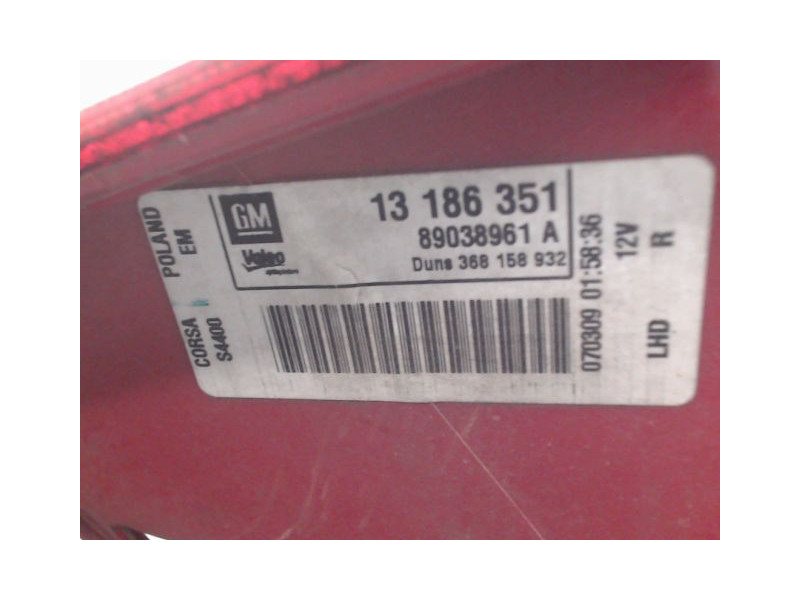 POLAND
EM
GM
Valeo
13 186 351
89038961 A
Duns 368 158 932
CORSA
S4400
070309 01:58:36
12V
R
LHD